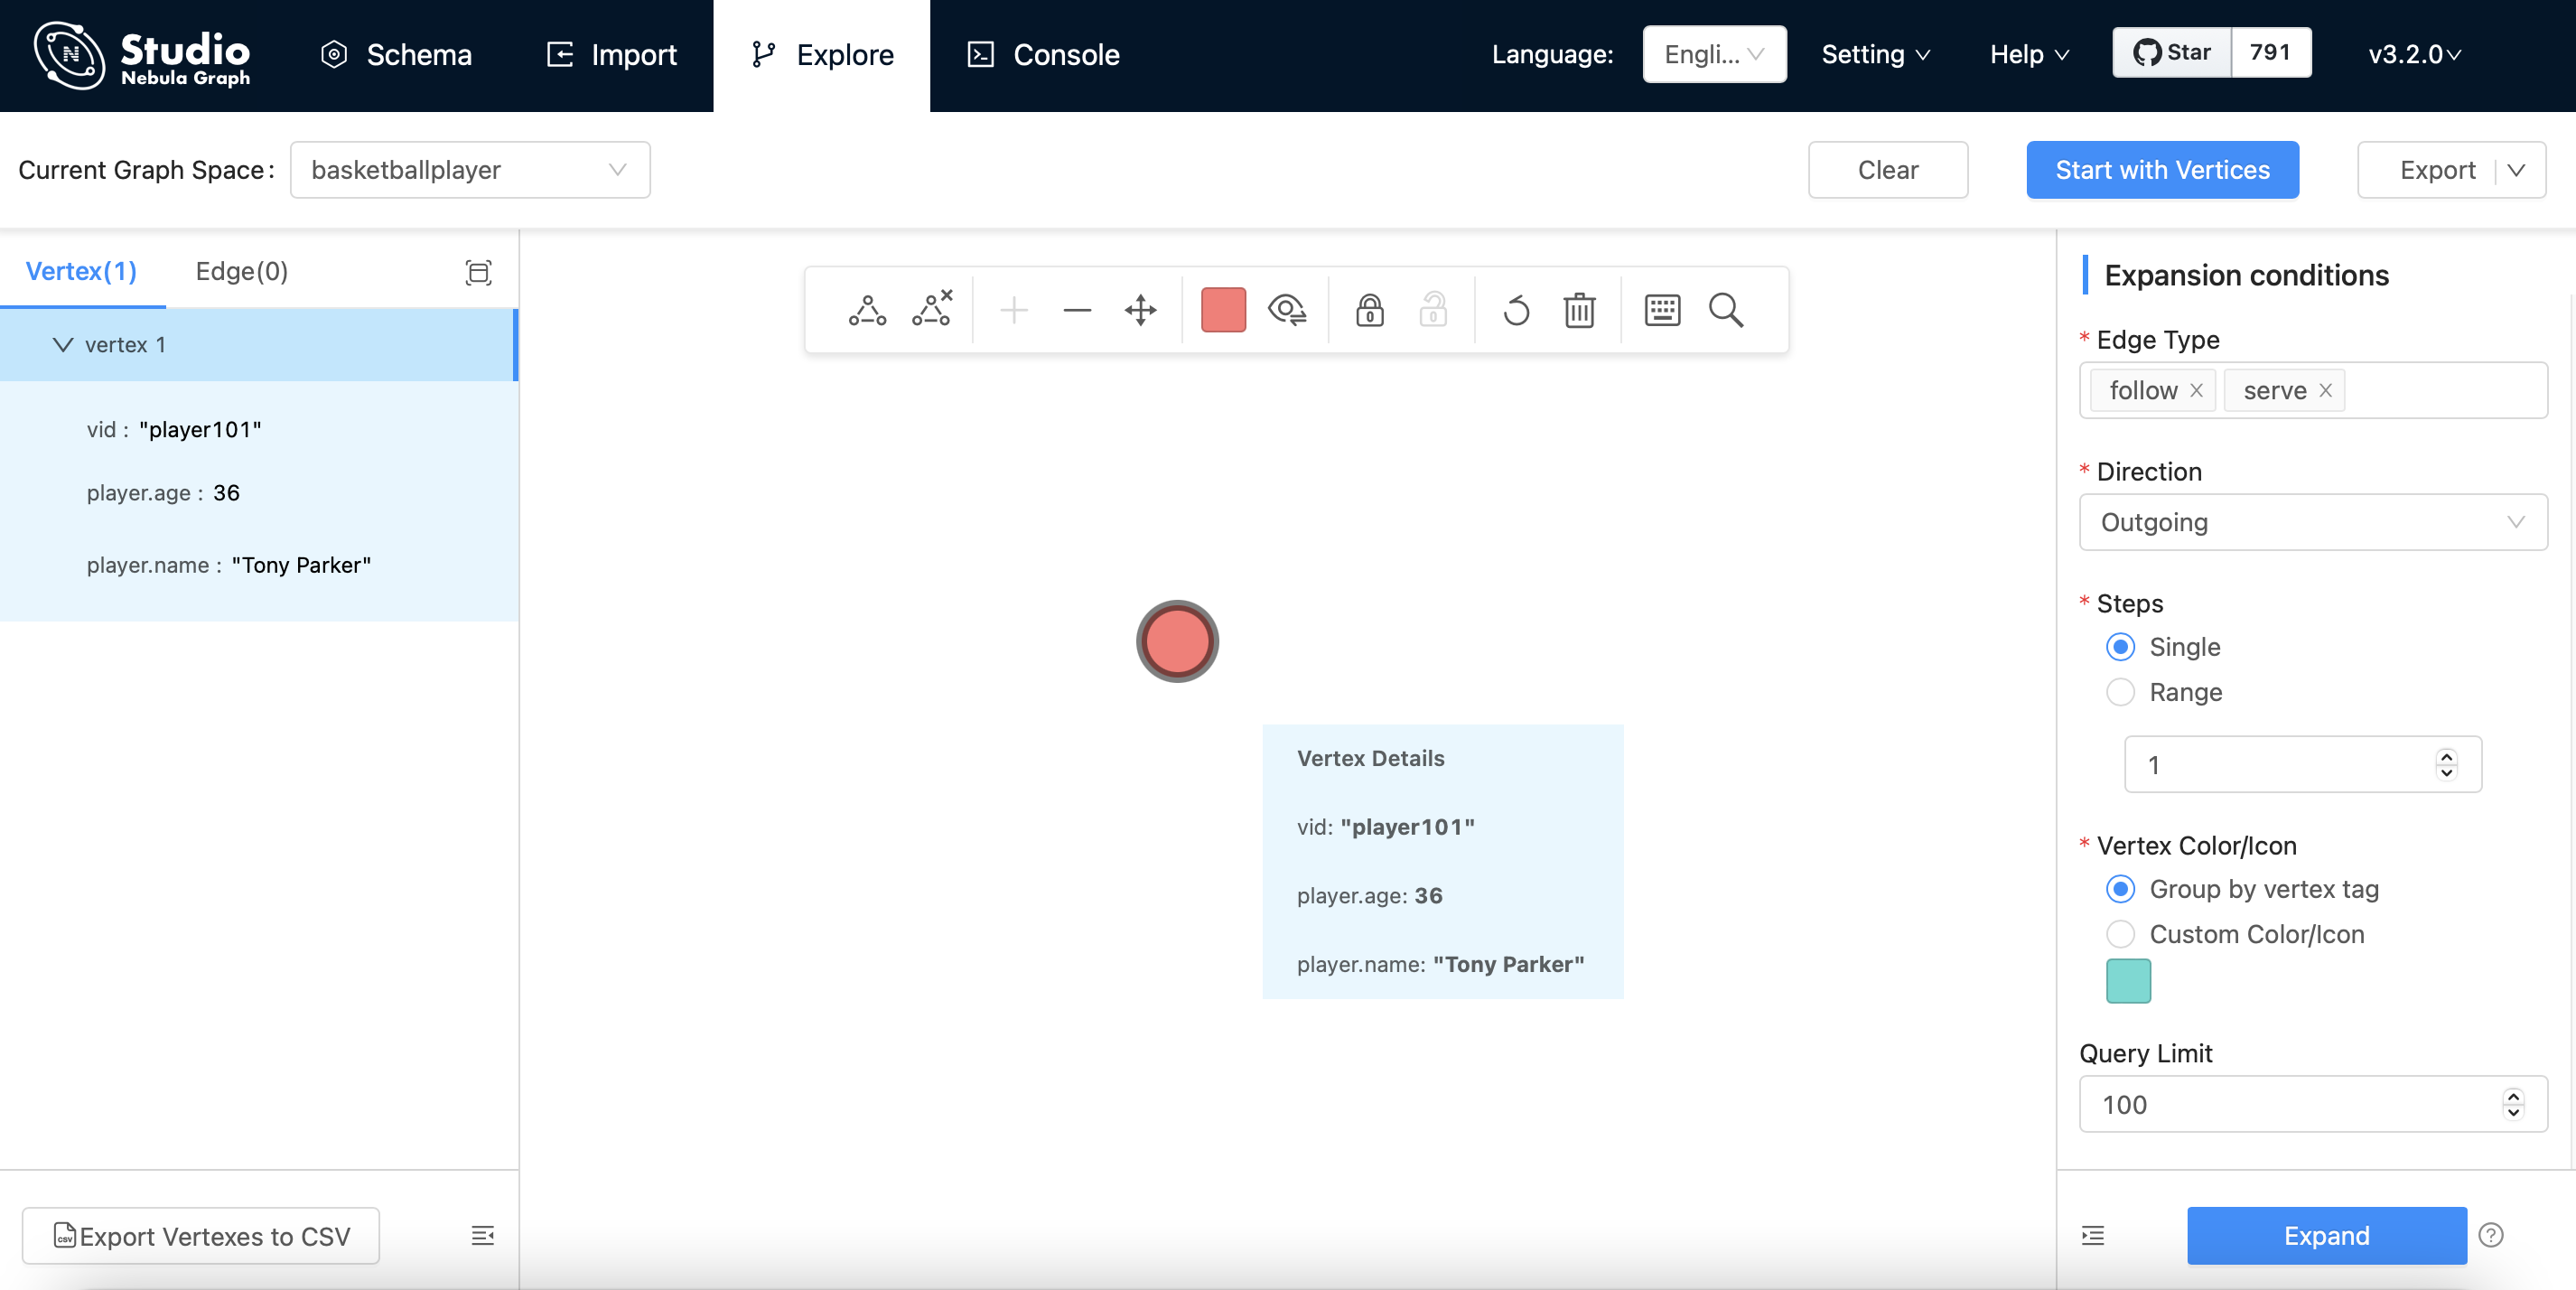 Studio
Nebula Graph
Schema
Import
Explore
Console
Language:
Engli...
Setting
Help
Star
791
v3.2.0
Current Graph Space:
basketballplayer
Clear
Start with Vertices
Export
Vertex(1)
Edge(0)
vertex 1
vid : "player101"
player.age : 36
player.name : "Tony Parker"
Vertex Details
vid: "player101"
player.age: 36
player.name: "Tony Parker"
Expansion conditions
* Edge Type
follow
serve
* Direction
Outgoing
* Steps
Single
Range
1
* Vertex Color/Icon
Group by vertex tag
Custom Color/Icon
Query Limit
100
CSV
Export Vertexes to CSV
Expand